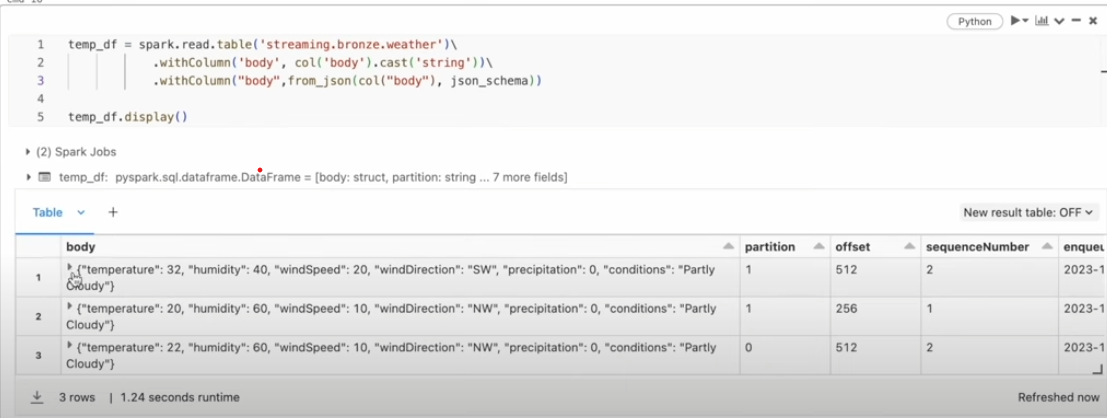 Python
1 temp_df = spark.read.table('streaming.bronze.weather')\
2 .withColumn('body', col('body').cast('string'))\
3 .withColumn("body",from_json(col("body"), json_schema))
4
5 temp_df.display()
(2) Spark Jobs
temp_df: pyspark.sql.dataframe.DataFrame = [body: struct, partition: string ... 7 more fields]
Table +
New result table: OFF
body partition offset sequenceNumber
1 {"temperature": 32, "humidity": 40, "windSpeed": 20, "windDirection": "SW", "precipitation": 0, "conditions": "Partly 1 512 2 2023-1
Cloudy"}
2 {"temperature": 20, "humidity": 60, "windSpeed": 10, "windDirection": "NW", "precipitation": 0, "conditions": "Partly 1 256 1 2023-1
Cloudy"}
3 {"temperature": 22, "humidity": 60, "windSpeed": 10, "windDirection": "NW", "precipitation": 0, "conditions": "Partly 0 512 2 2023-1
Cloudy"}
3 rows | 1.24 seconds runtime
Refreshed now